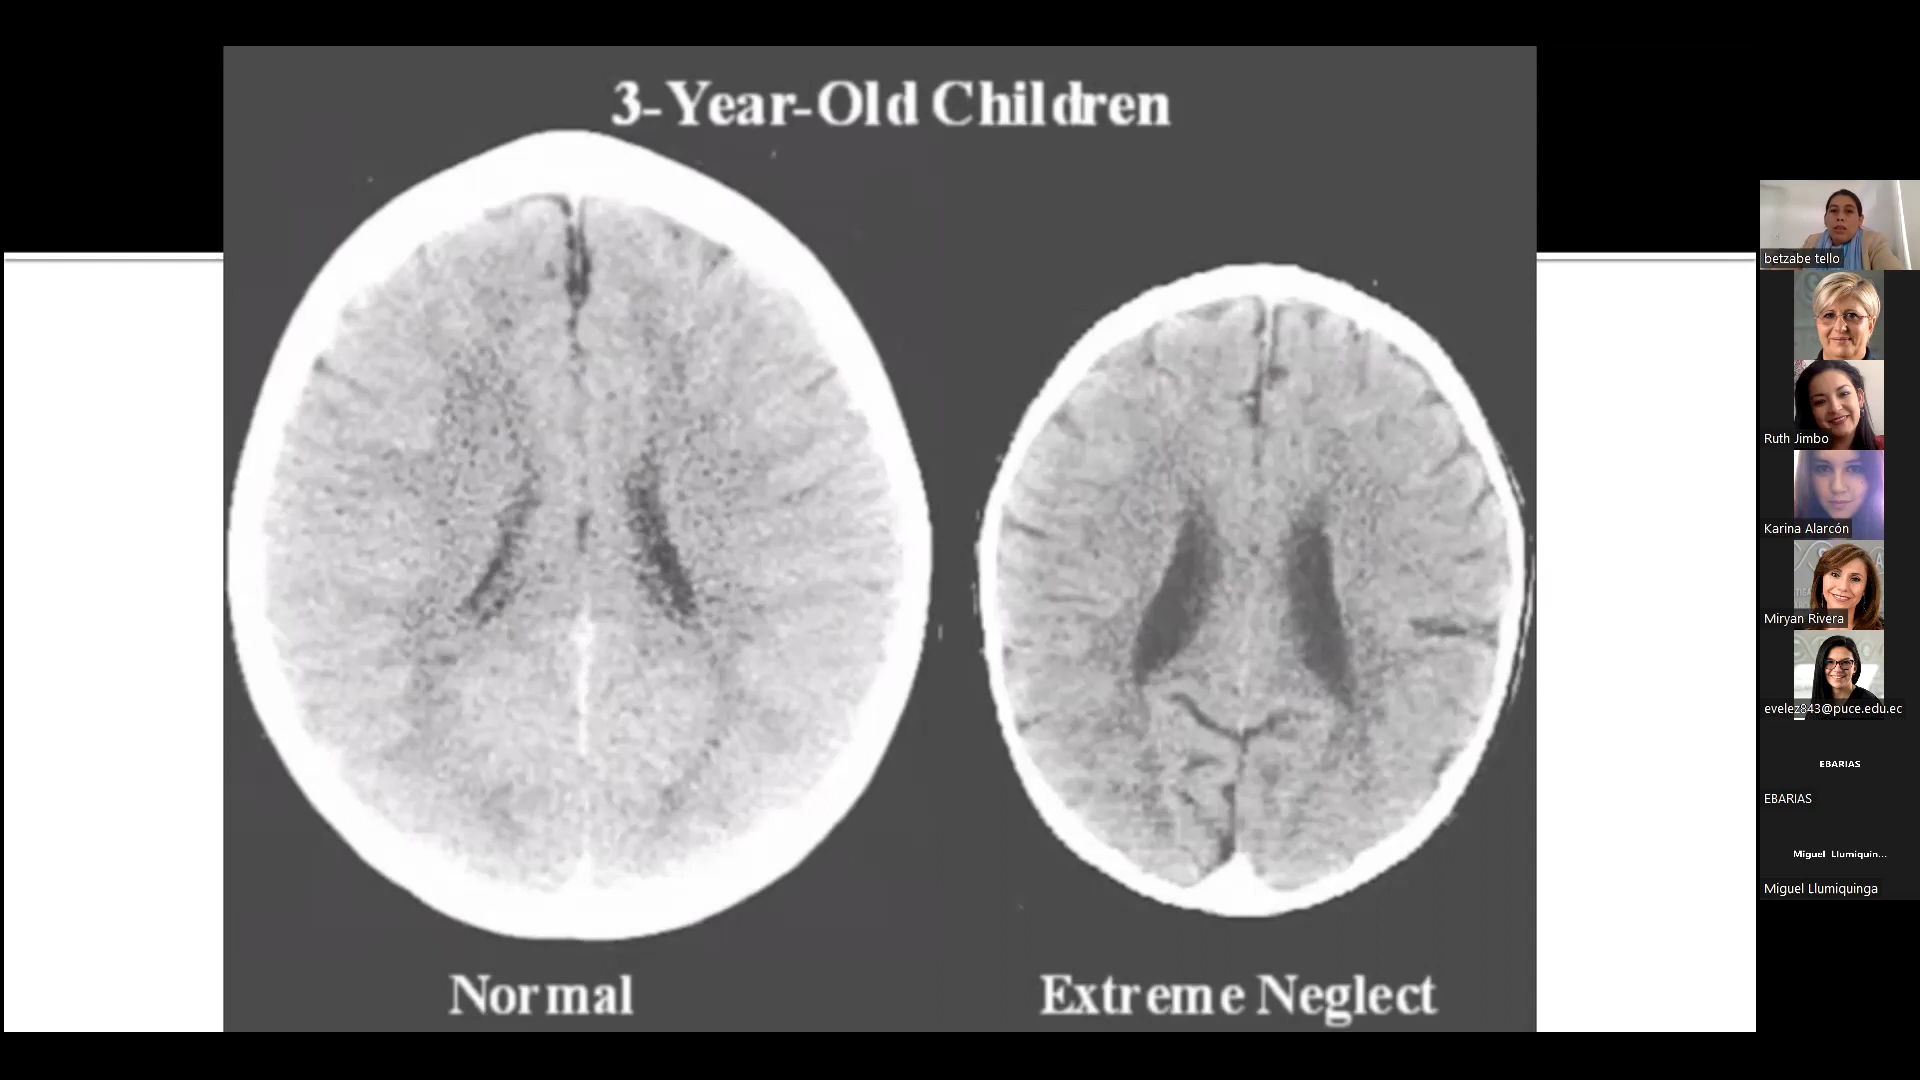 3-Year-Old Children
Normal
Extreme Neglect
betzabe tello
Ruth Jimbo
Karina Alarcón
Miryan Rivera
evelez843@puce.edu.ec
EBARIAS
EBARIAS
Miguel Llumiquin...
Miguel Llumiquinga